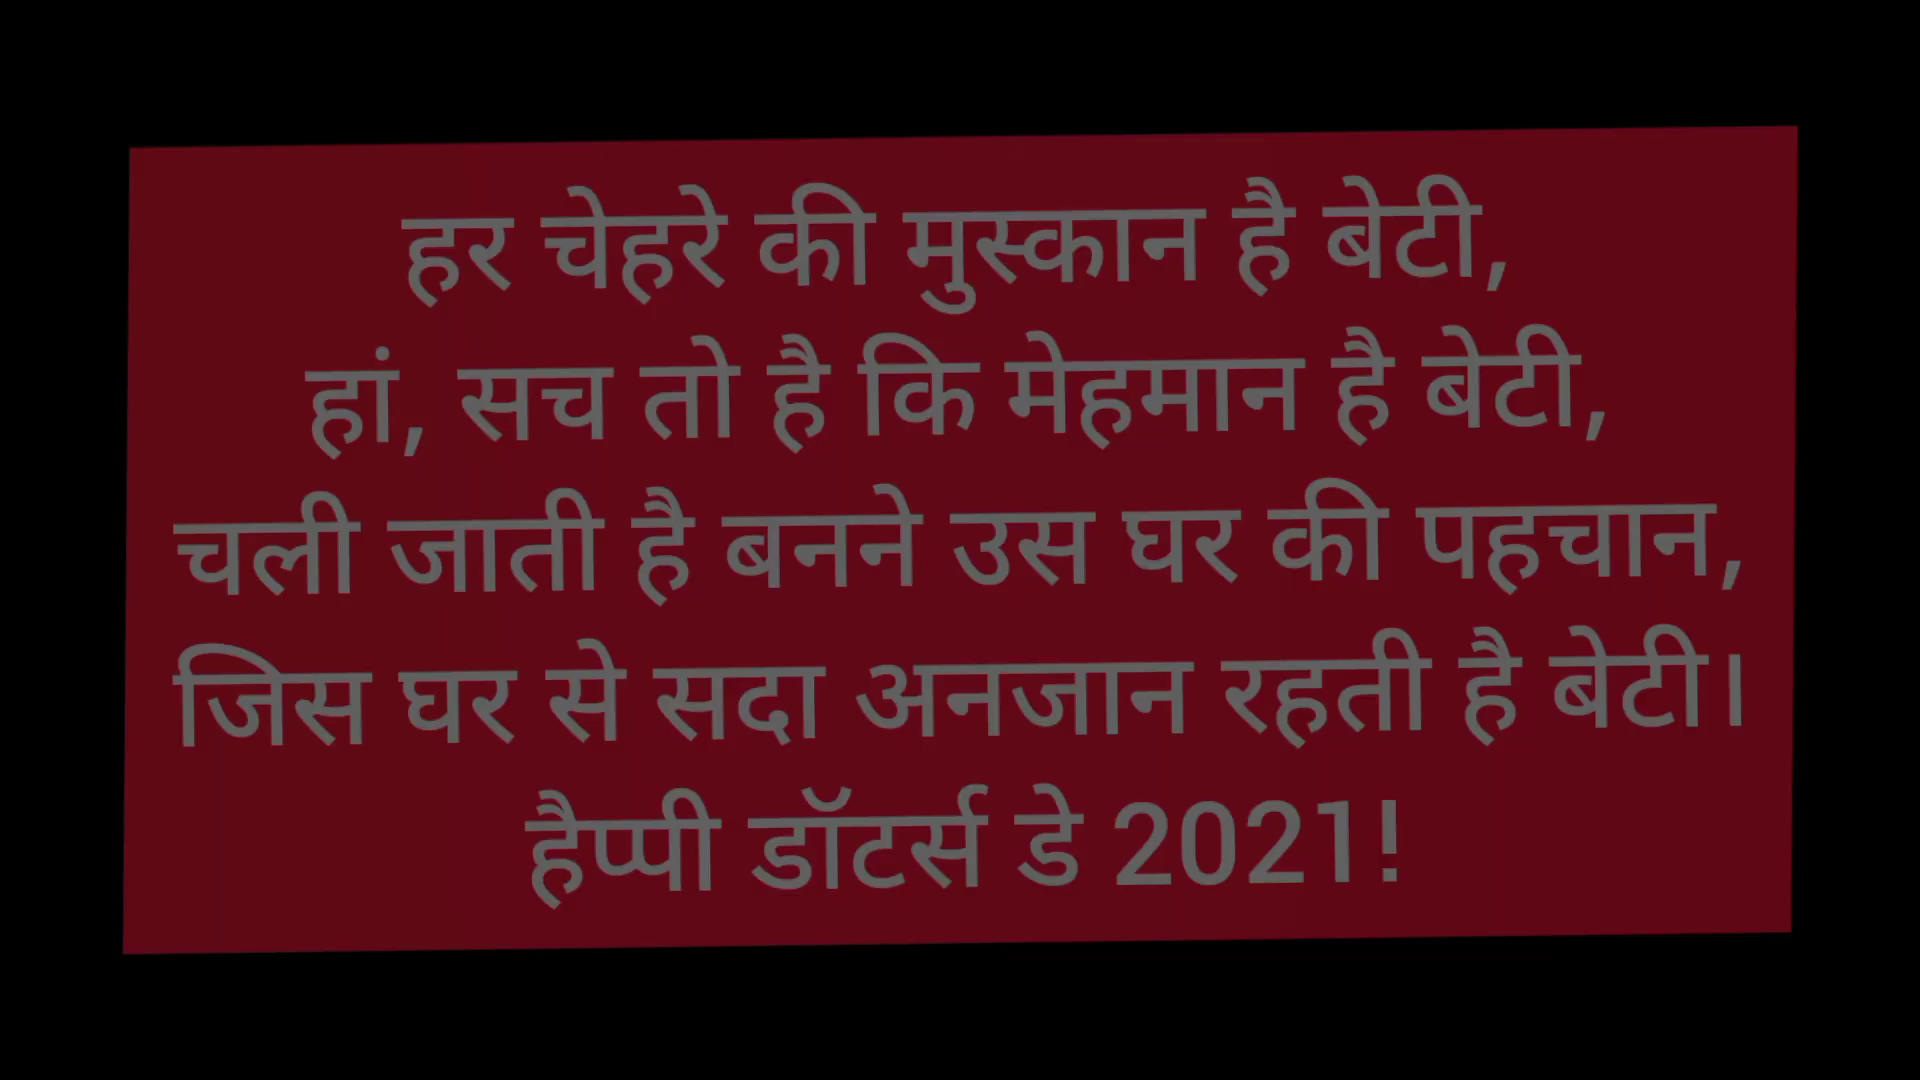 हर चेहरे की मुस्कान है बेटी,
हां, सच तो है कि मेहमान है बेटी,
चली जाती है बनने उस घर की पहचान,
जिस घर से सदा अनजान रहती है बेटी।
हैप्पी डॉटर्स डे 2021!